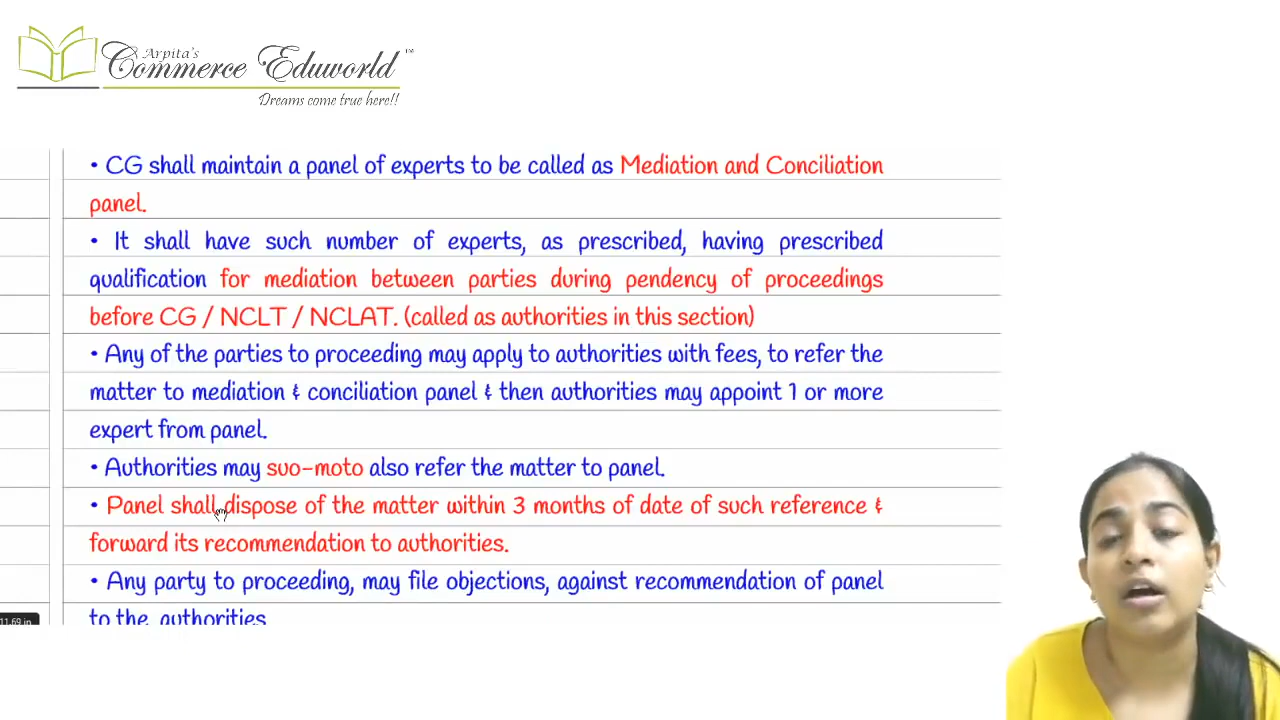 Arpita's
Commerce Eduworld™
Dreams come true here!!
• CG shall maintain a panel of experts to be called as Mediation and Conciliation
panel.
• It shall have such number of experts, as prescribed, having prescribed
qualification for mediation between parties during pendency of proceedings
before CG / NCLT / NCLAT. (called as authorities in this section)
• Any of the parties to proceeding may apply to authorities with fees, to refer the
matter to mediation & conciliation panel & then authorities may appoint 1 or more
expert from panel.
• Authorities may suo-moto also refer the matter to panel.
• Panel shall dispose of the matter within 3 months of date of such reference &
forward its recommendation to authorities.
• Any party to proceeding, may file objections, against recommendation of panel
to the authorities
11.69 in